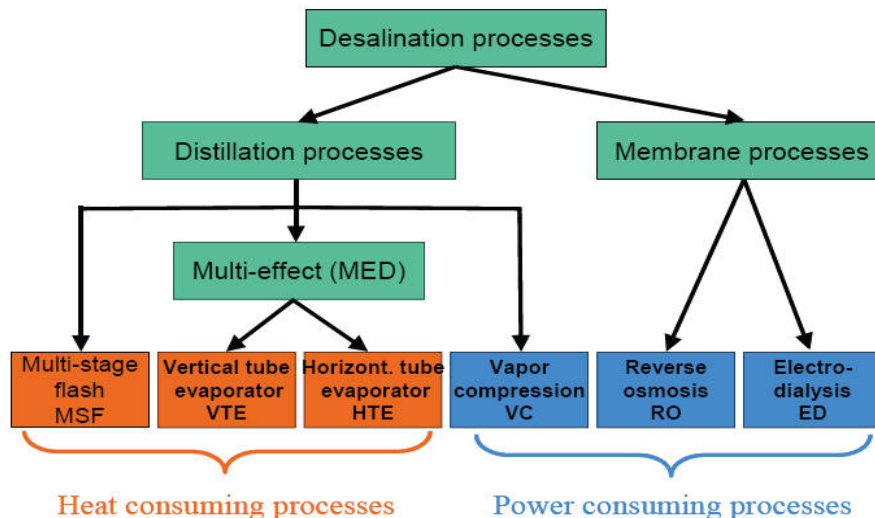 Desalination processes
Distillation processes
Membrane processes
Multi-effect (MED)
Multi-stage
flash
MSF
Vertical tube
evaporator
VTE
Horizont. tube
evaporator
HTE
Vapor
compression
VC
Reverse
osmosis
RO
Electro-
dialysis
ED
Heat consuming processes
Power consuming processes